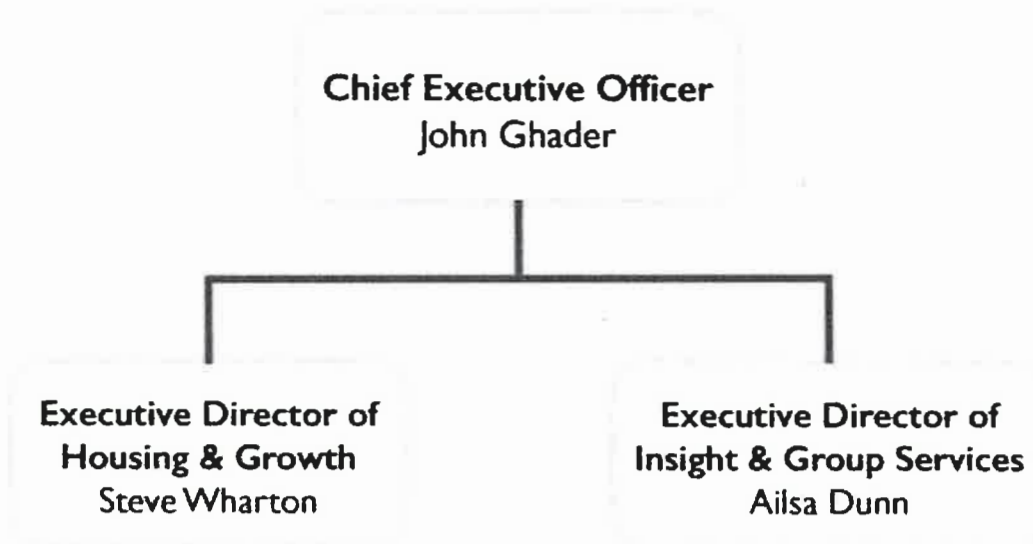 Chief Executive Officer
John Ghader
Executive Director of
Housing & Growth
Steve Wharton
Executive Director of
Insight & Group Services
Ailsa Dunn